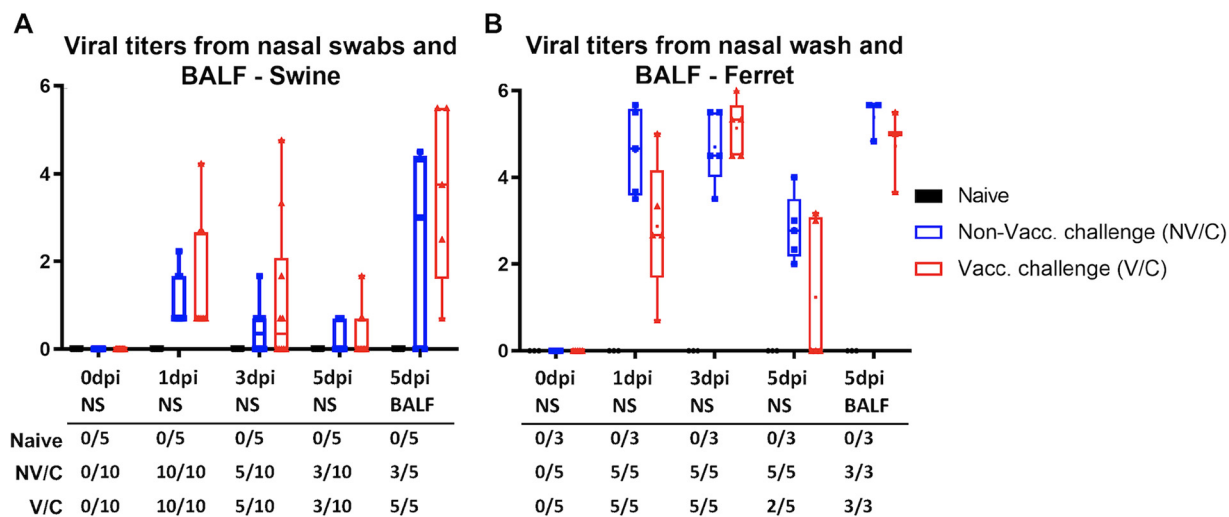 A
Viral titers from nasal swabs and
BALF - Swine
6
4
2
0
0dpi 1dpi 3dpi 5dpi 5dpi
NS NS NS NS BALF
Naive 0/5 0/5 0/5 0/5 0/5
NV/C 0/10 10/10 5/10 3/10 3/5
V/C 0/10 10/10 5/10 3/10 5/5
B
Viral titers from nasal wash and
BALF - Ferret
6
4
2
0
0dpi 1dpi 3dpi 5dpi 5dpi
NS NS NS NS BALF
0/3 0/3 0/3 0/3 0/3
0/5 5/5 5/5 5/5 3/3
0/5 5/5 5/5 2/5 3/3
Naive
Non-Vacc. challenge (NV/C)
Vacc. challenge (V/C)